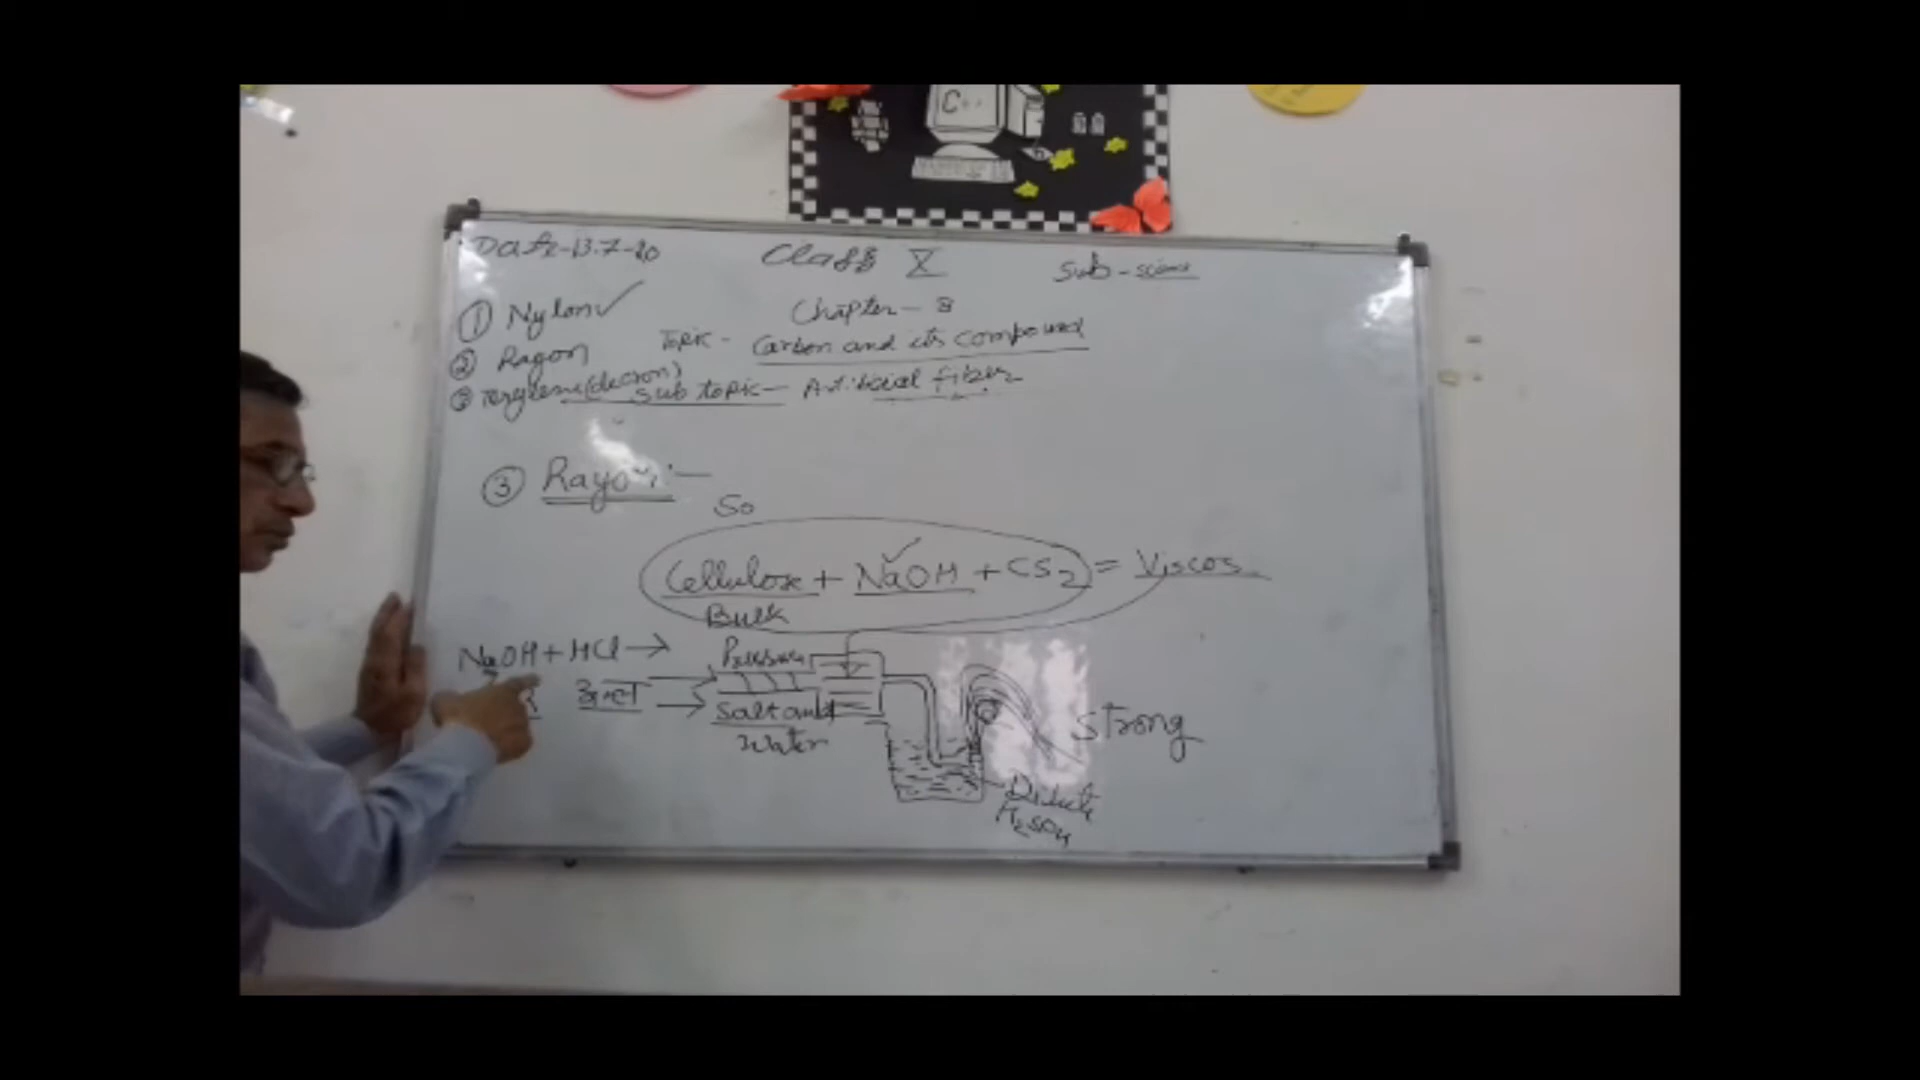 C++
Date-13.7-20 Class X Sub-science
① Nylon✓ Chapter-8
② Rayon Topic- Carbon and its compound
③ Terylene(decron) Sub topic- Artificial fiber
③ Rayon:-
So
Cellulose + NaOH + CS2 = Viscos
Bulk
NaOH + HCl → Pressure
Salt and
Water
Strong
Dilute
H2SO4